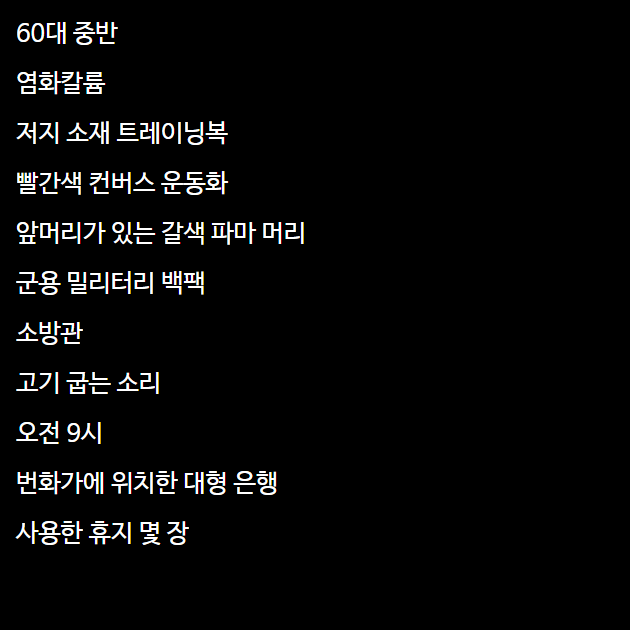 60대 중반
염화칼륨
저지 소재 트레이닝복
빨간색 컨버스 운동화
앞머리가 있는 갈색 파마 머리
군용 밀리터리 백팩
소방관
고기 굽는 소리
오전 9시
번화가에 위치한 대형 은행
사용한 휴지 몇 장